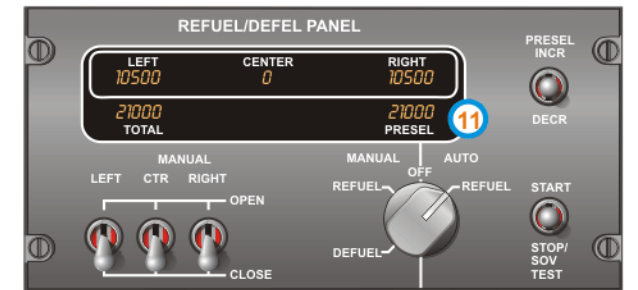 REFUEL/DEFEL PANEL
PRESEL
INCR
LEFT CENTER RIGHT
10500 0 10500
21000 21000
TOTAL PRESEL
11
DECR
MANUAL
LEFT CTR RIGHT
OPEN
CLOSE
MANUAL OFF AUTO
REFUEL REFUEL
DEFUEL
START
STOP/
SOV
TEST